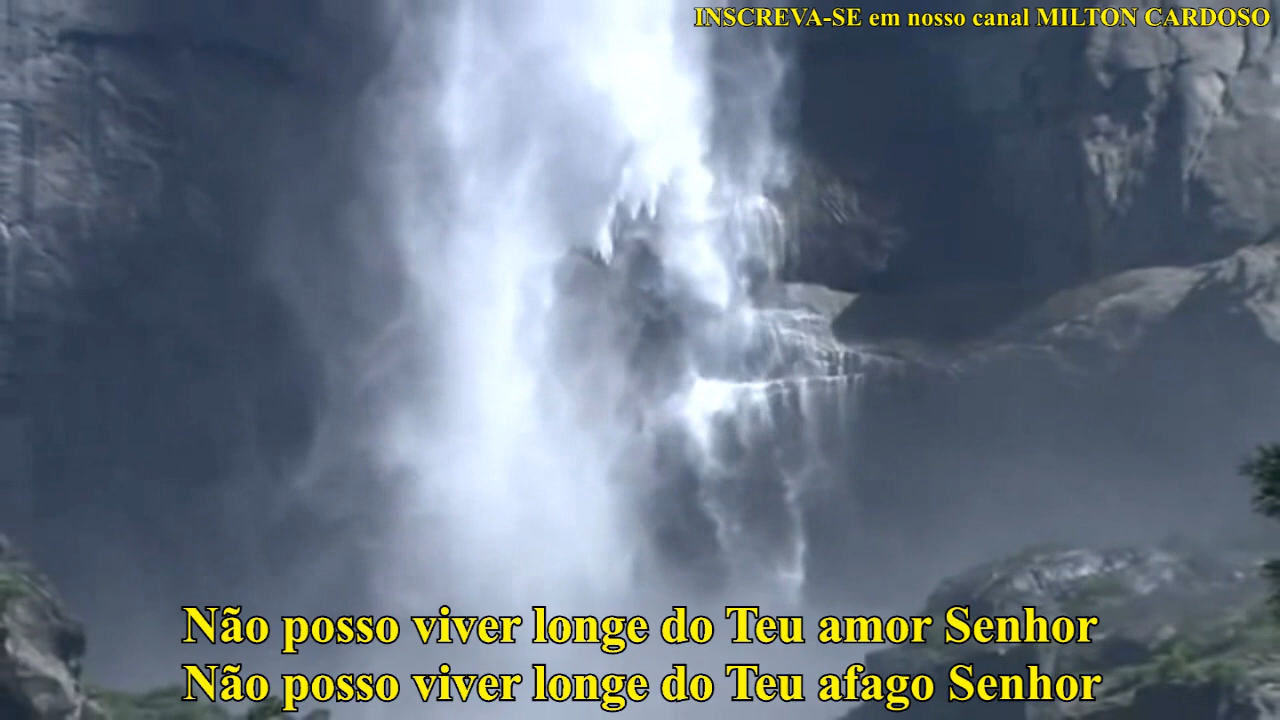 INSCREVA-SE em nosso canal MILTON CARDOSO
Não posso viver longe do Teu amor Senhor
Não posso viver longe do Teu afago Senhor